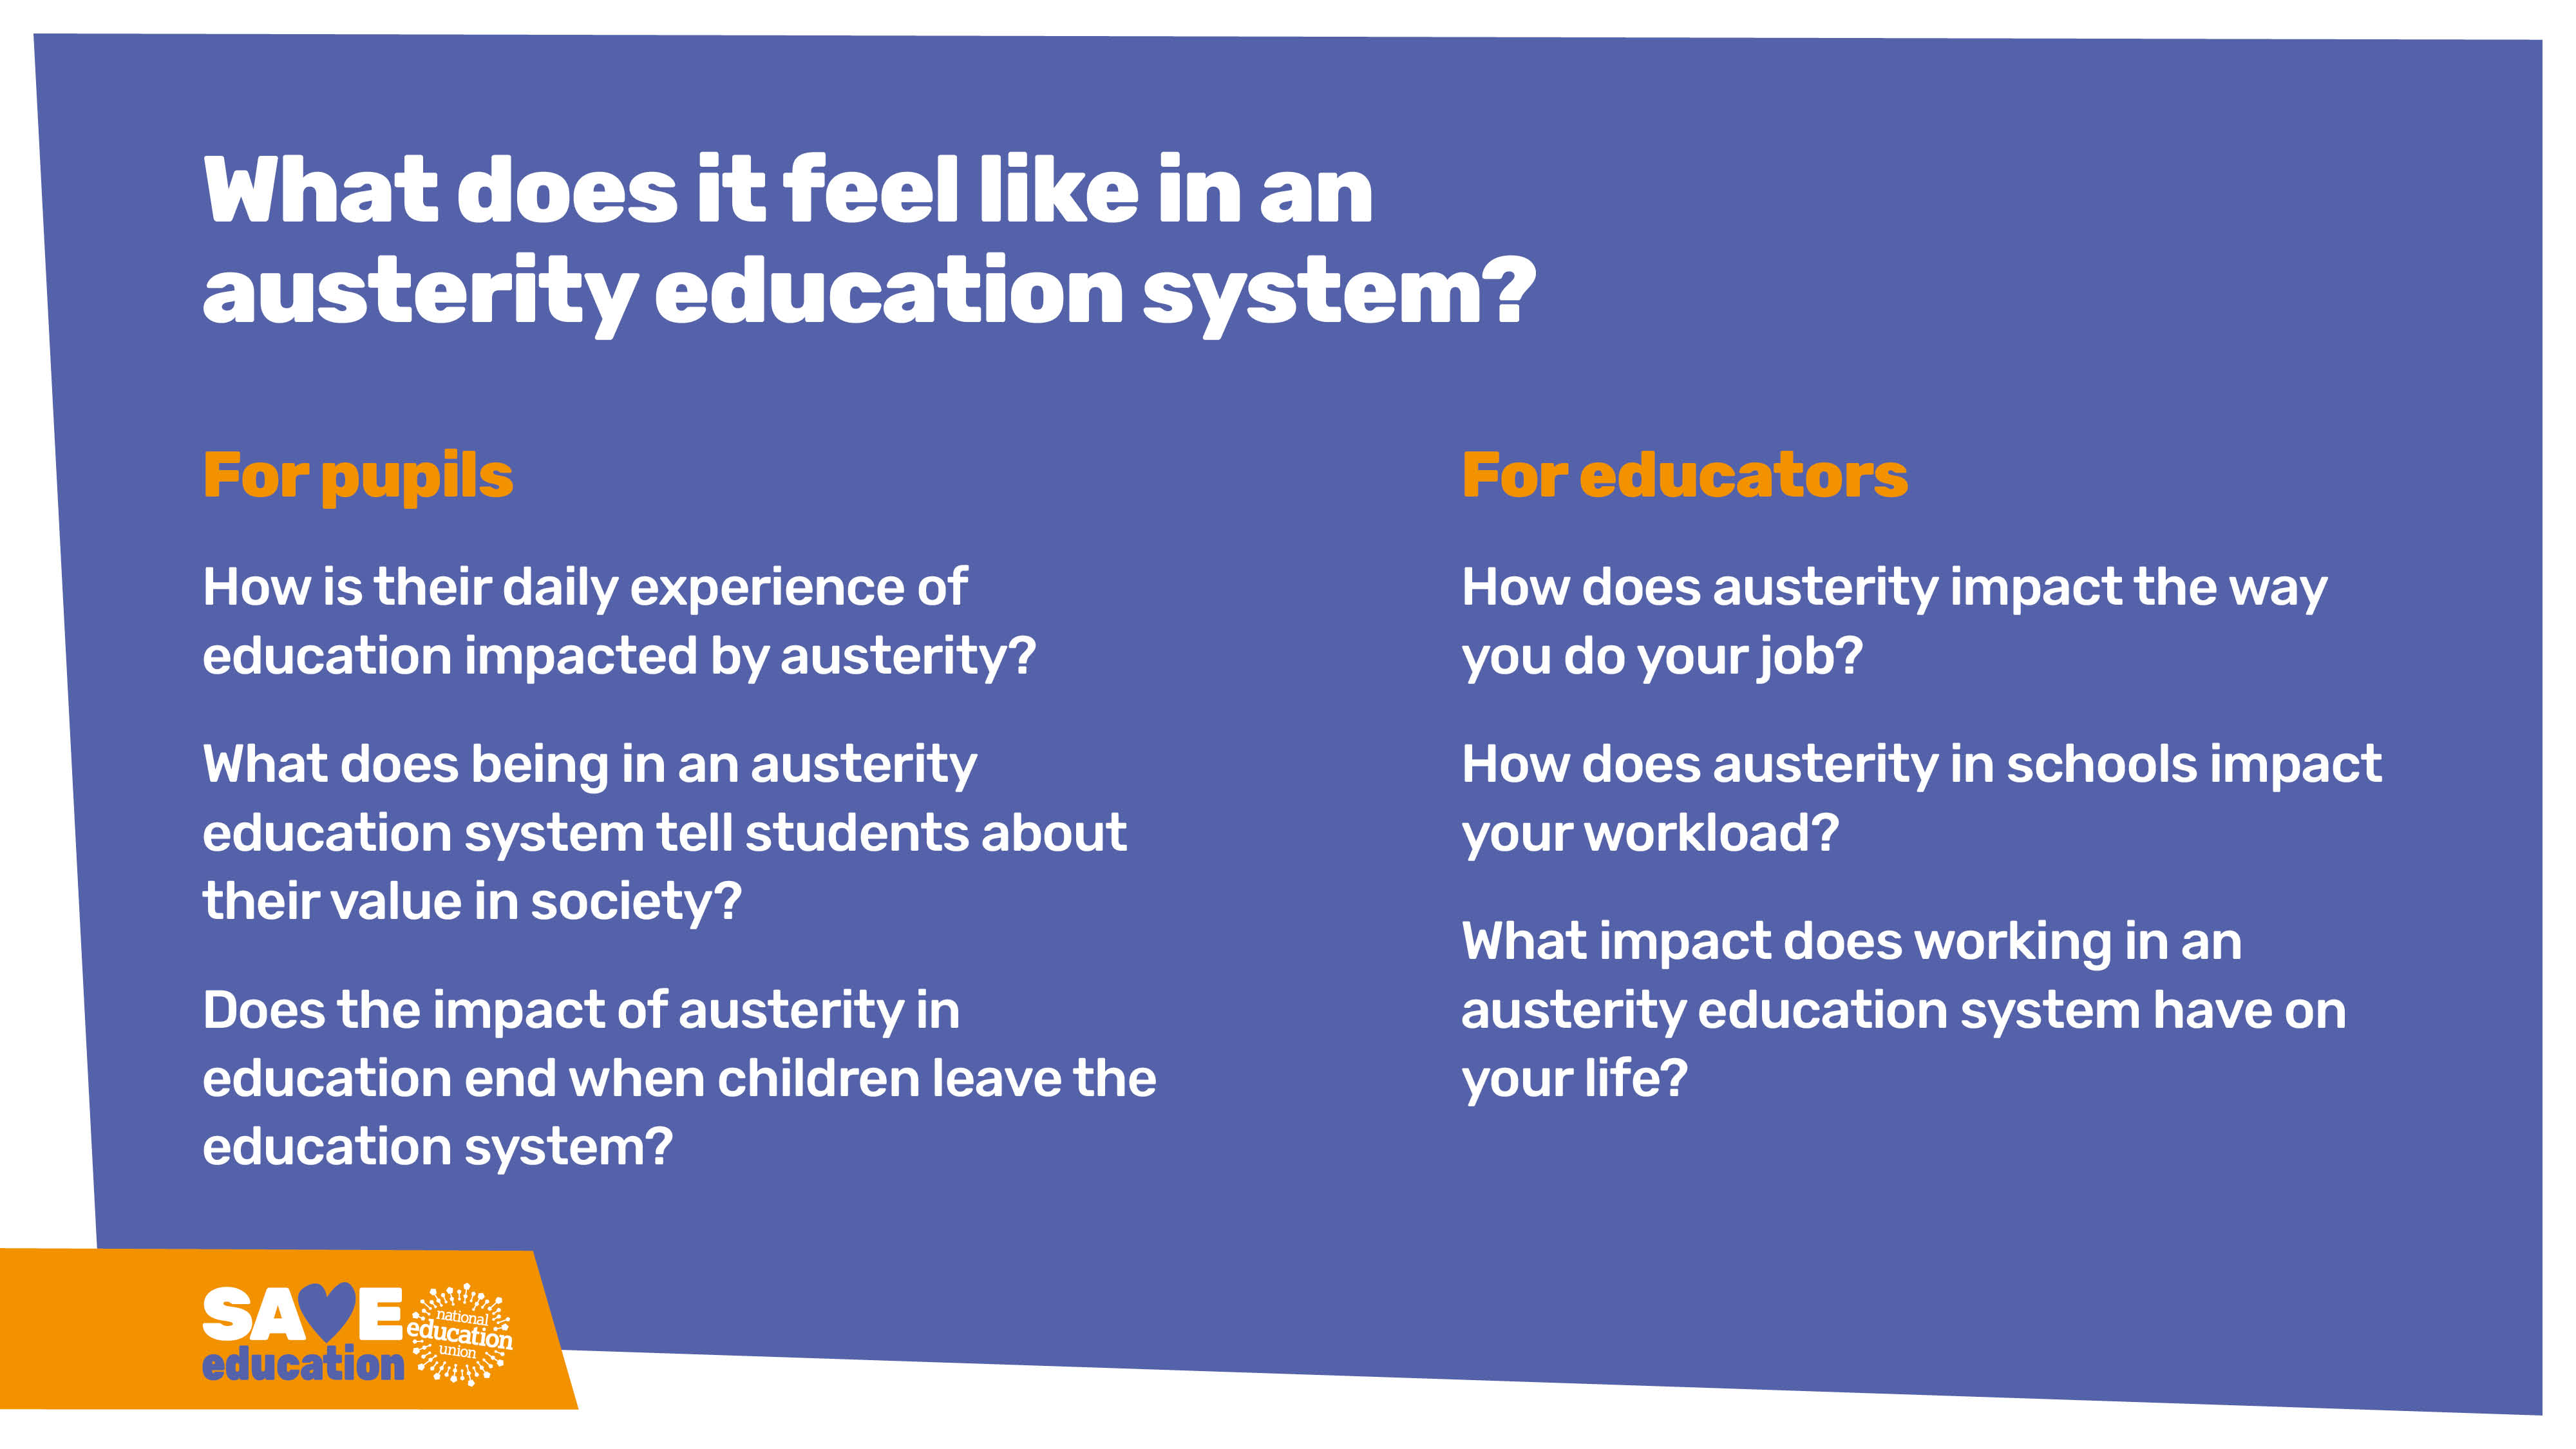 What does it feel like in an
austerity education system?
For pupils
How is their daily experience of
education impacted by austerity?
What does being in an austerity
education system tell students about
their value in society?
Does the impact of austerity in
education end when children leave the
education system?
For educators
How does austerity impact the way
you do your job?
How does austerity in schools impact
your workload?
What impact does working in an
austerity education system have on
your life?
SAVE
education
national
education
union